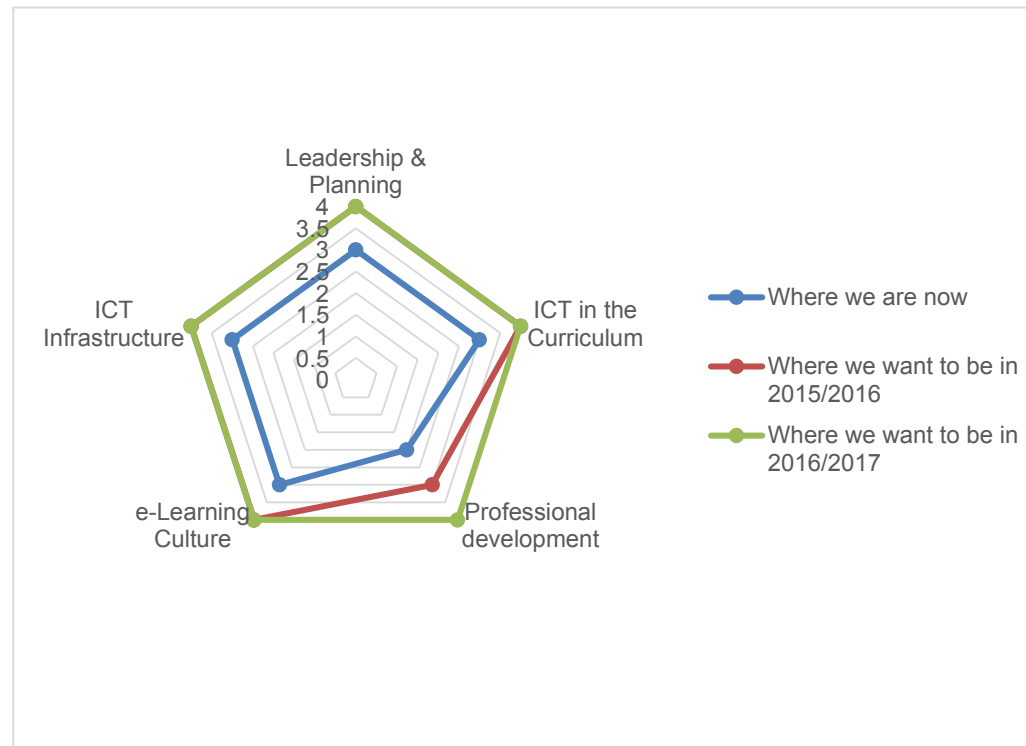 Leadership &
Planning
4
3.5
3
2.5
2
1.5
1
0.5
0
ICT
Infrastructure
ICT in the
Curriculum
e-Learning
Culture
Professional
development
Where we are now
Where we want to be in
2015/2016
Where we want to be in
2016/2017